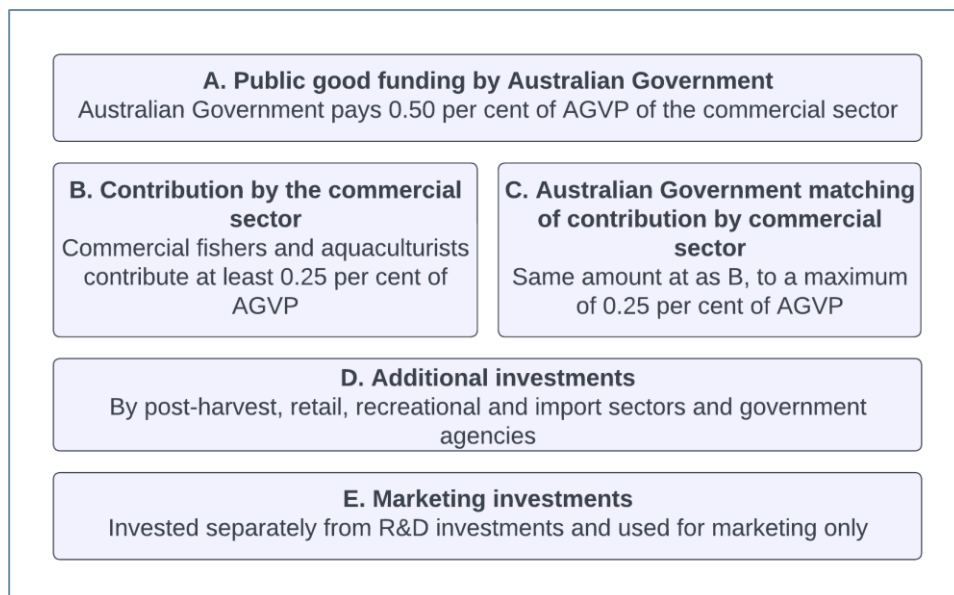 A. Public good funding by Australian Government
Australian Government pays 0.50 per cent of AGVP of the commercial sector
B. Contribution by the commercial
sector
Commercial fishers and aquaculturists
contribute at least 0.25 per cent of
AGVP
C. Australian Government matching
of contribution by commercial
sector
Same amount at as B, to a maximum
of 0.25 per cent of AGVP
D. Additional investments
By post-harvest, retail, recreational and import sectors and government
agencies
E. Marketing investments
Invested separately from R&D investments and used for marketing only